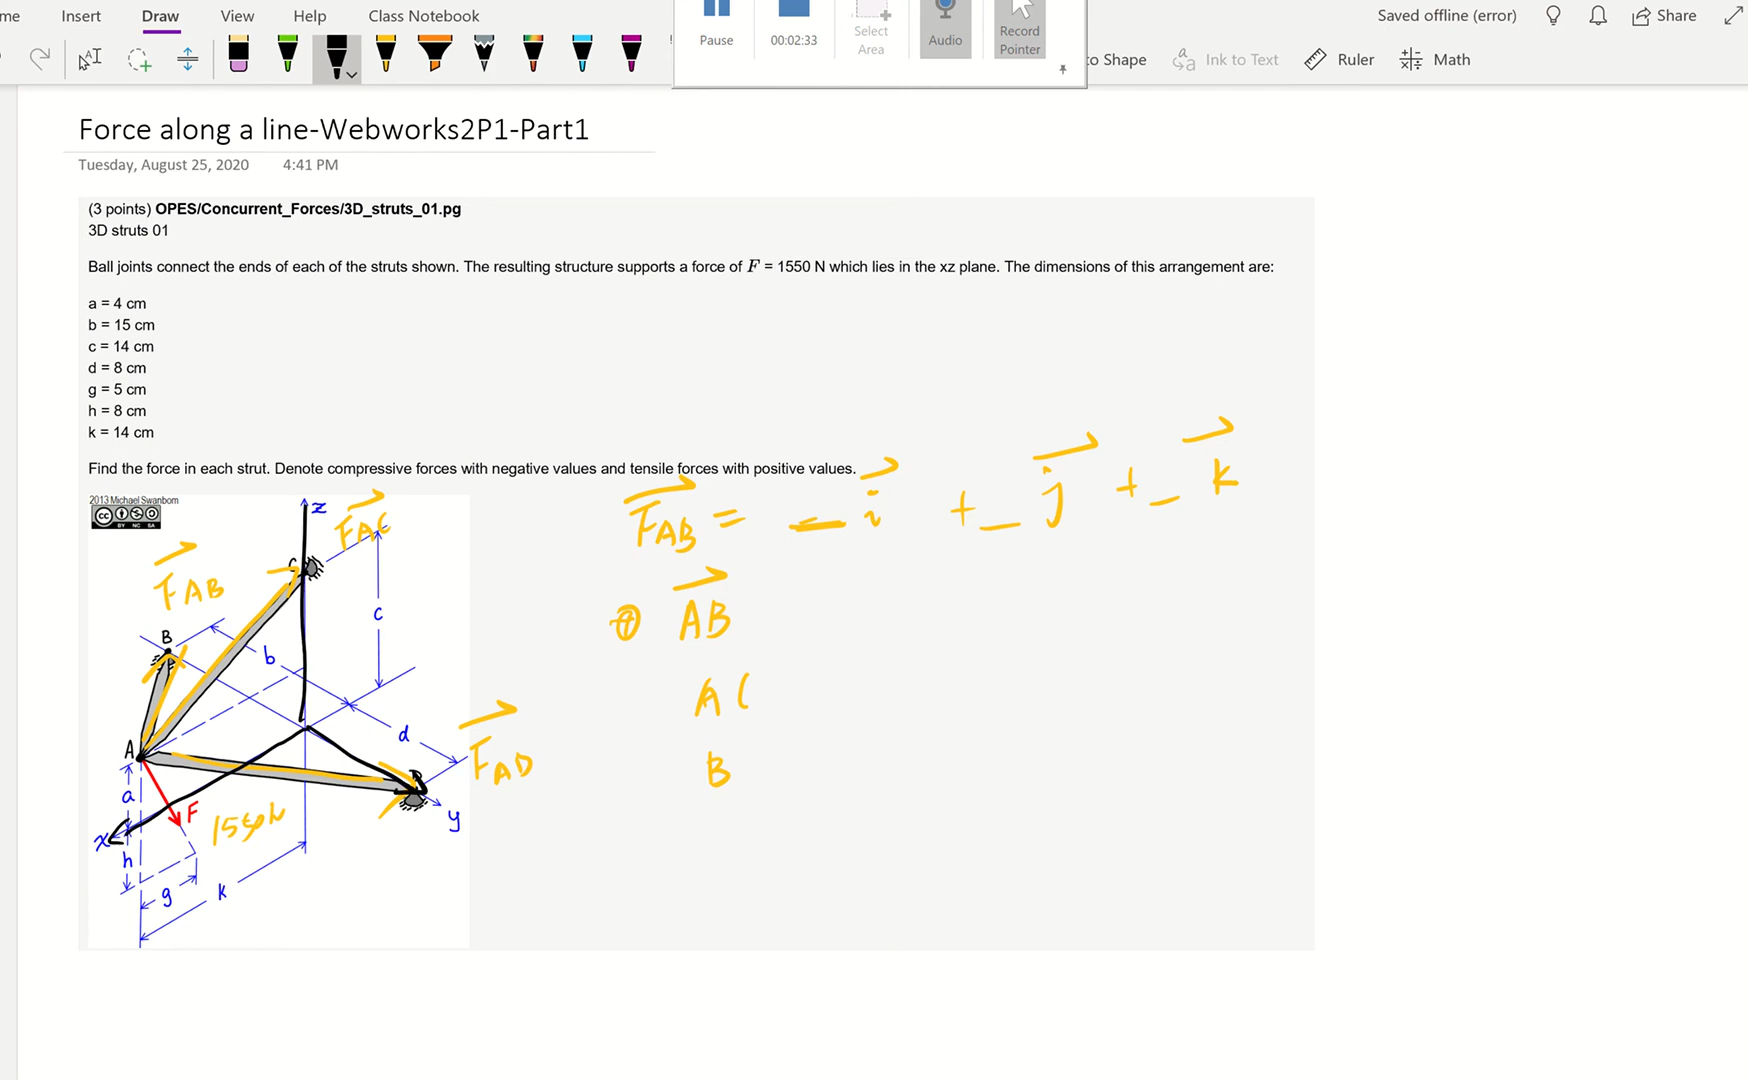 me Insert Draw View Help Class Notebook
Pause 00:02:33 Select Area Audio Record Pointer
Saved offline (error) Share
to Shape Ink to Text Ruler Math
Force along a line-Webworks2P1-Part1
Tuesday, August 25, 2020 4:41 PM
(3 points) OPES/Concurrent_Forces/3D_struts_01.pg
3D struts 01
Ball joints connect the ends of each of the struts shown. The resulting structure supports a force of F = 1550 N which lies in the xz plane. The dimensions of this arrangement are:
a = 4 cm
b = 15 cm
c = 14 cm
d = 8 cm
g = 5 cm
h = 8 cm
k = 14 cm
Find the force in each strut. Denote compressive forces with negative values and tensile forces with positive values.
2013 Michael Swanbom
cc BY NC SA
z
FAC
C
FAB
c
B
b
A
d
FAD
a
F
1550N
x
y
h
g
k
FAB = _ i + _ j + _ k
⊕ AB
A (
B